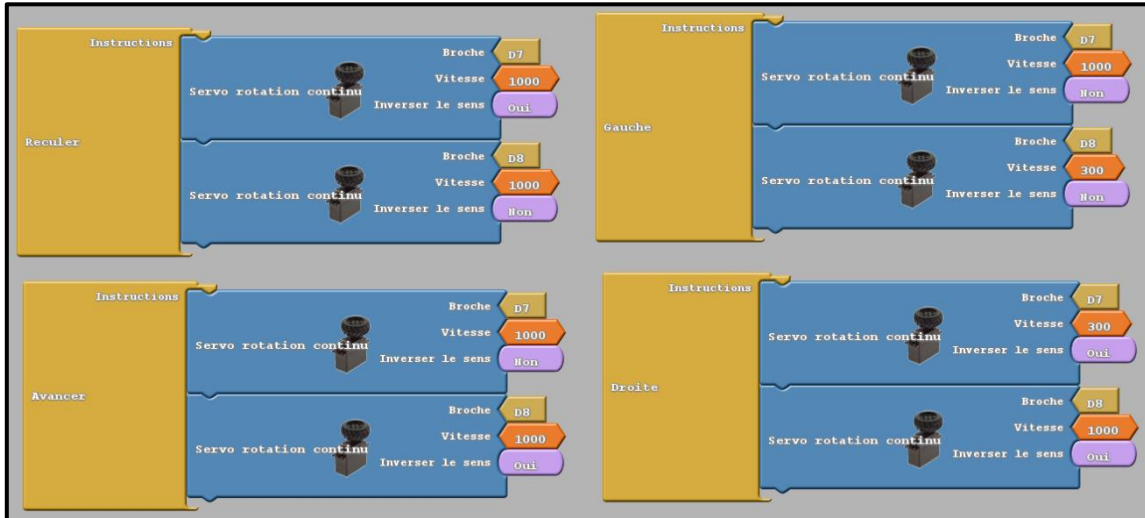 Instructions
Reculer
Servo rotation continu
Broche D7
Vitesse 1000
Inverser le sens Oui
Servo rotation continu
Broche D8
Vitesse 1000
Inverser le sens Non
Instructions
Gauche
Servo rotation continu
Broche D7
Vitesse 1000
Inverser le sens Non
Servo rotation continu
Broche D8
Vitesse 300
Inverser le sens Non
Instructions
Avancer
Servo rotation continu
Broche D7
Vitesse 1000
Inverser le sens Non
Servo rotation continu
Broche D8
Vitesse 1000
Inverser le sens Oui
Instructions
Droite
Servo rotation continu
Broche D7
Vitesse 300
Inverser le sens Oui
Servo rotation continu
Broche D8
Vitesse 1000
Inverser le sens Oui